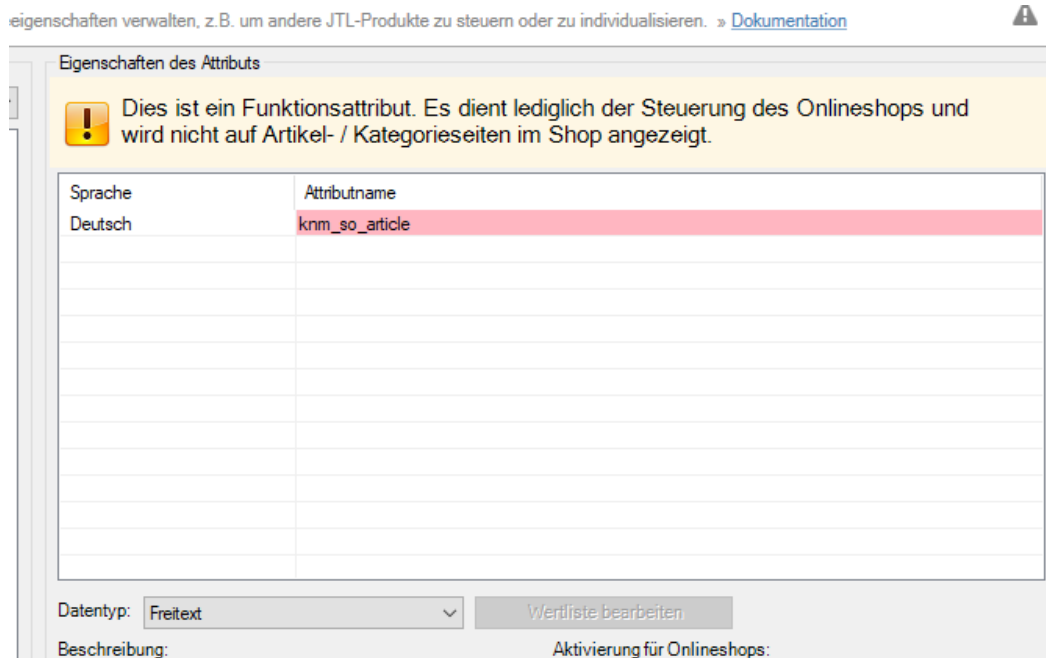 eigenschaften verwalten, z.B. um andere JTL-Produkte zu steuern oder zu individualisieren. » Dokumentation
Eigenschaften des Attributs
Dies ist ein Funktionsattribut. Es dient lediglich der Steuerung des Onlineshops und
wird nicht auf Artikel- / Kategorieseiten im Shop angezeigt.
Sprache Attributname
Deutsch knm_so_article
Datentyp: Freitext Wertliste bearbeiten
Beschreibung: Aktivierung für Onlineshops: